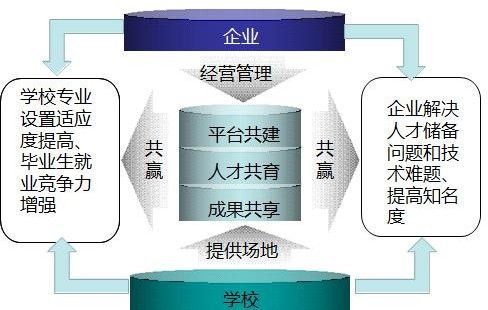 企业
经营管理
学校专业
设置适应
度提高、
毕业生就
业竞争力
增强
共
赢
平台共建
人才共育
成果共享
共
赢
企业解决
人才储备
问题和技
术难题、
提高知名
度
提供场地
学校